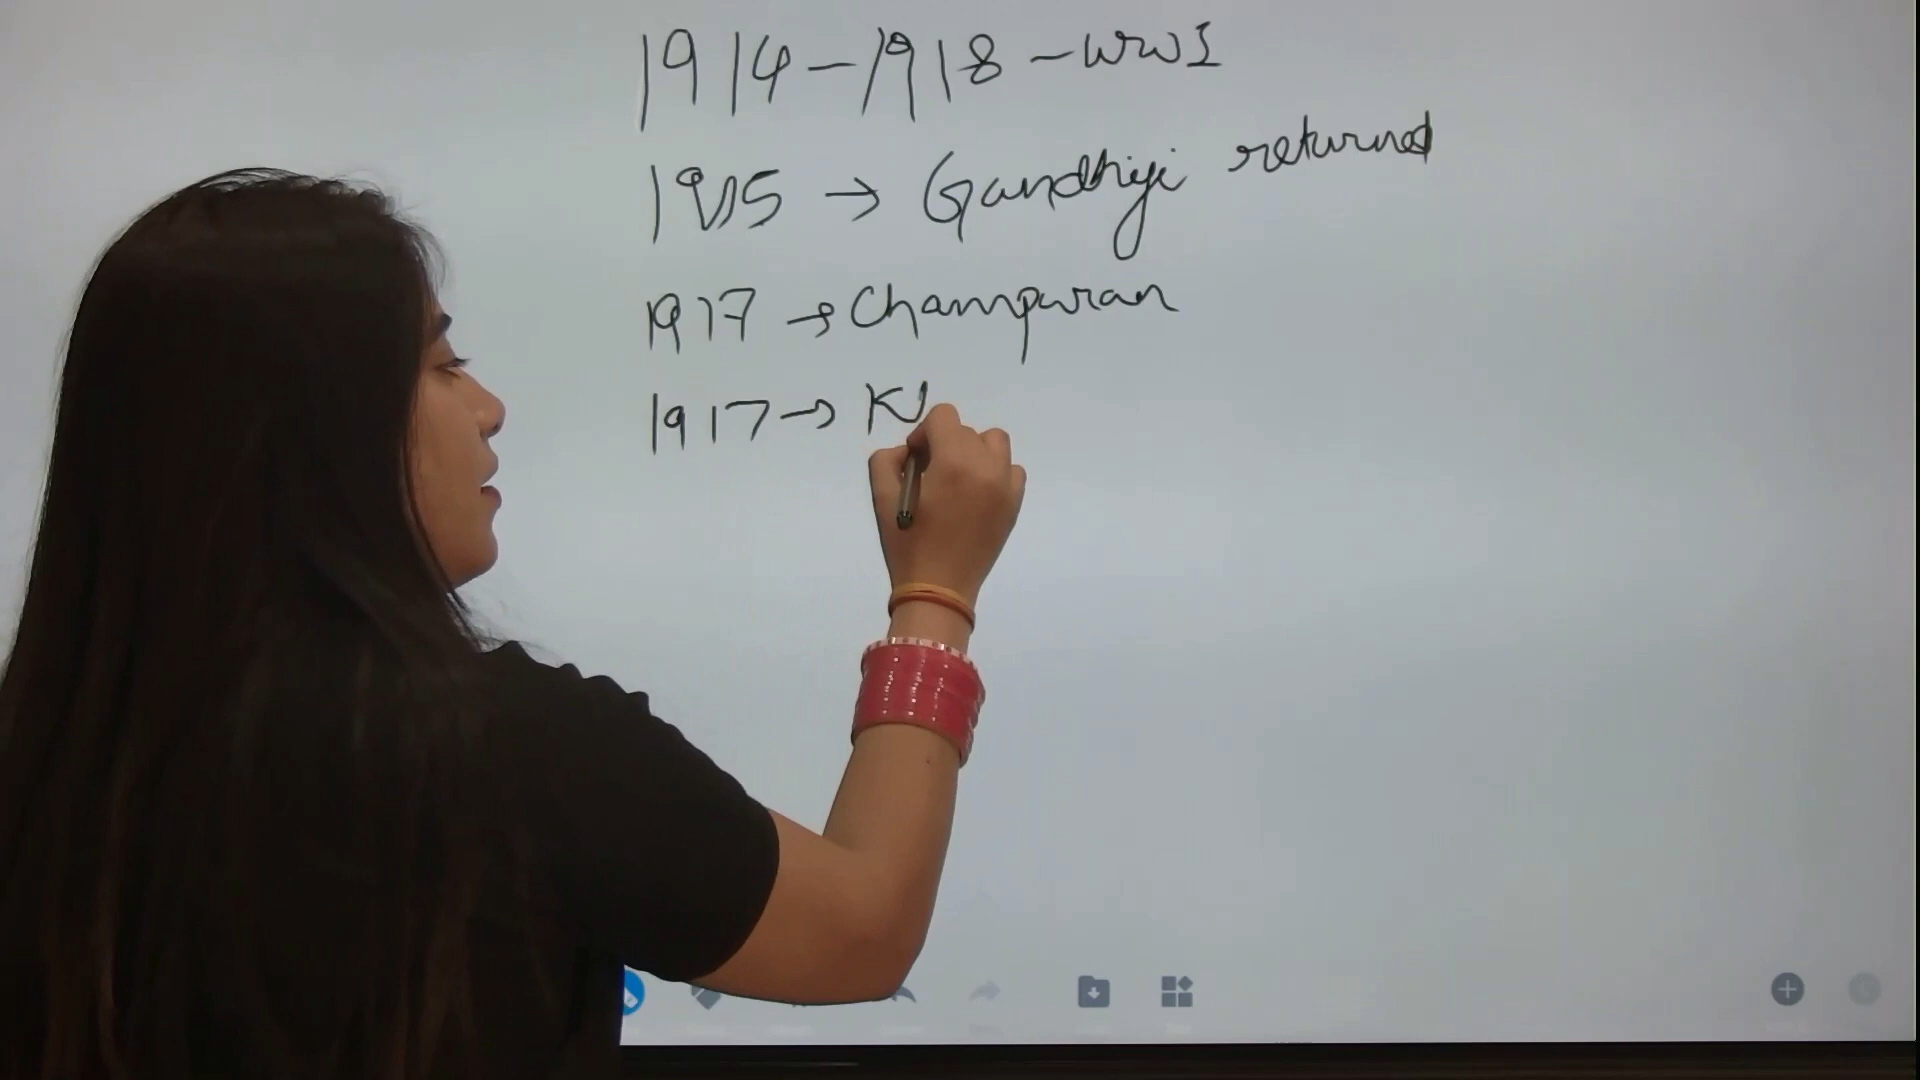 1914-1918-WWI
1915 → Gandhiji returned
1917 → Champaran
1917 → K